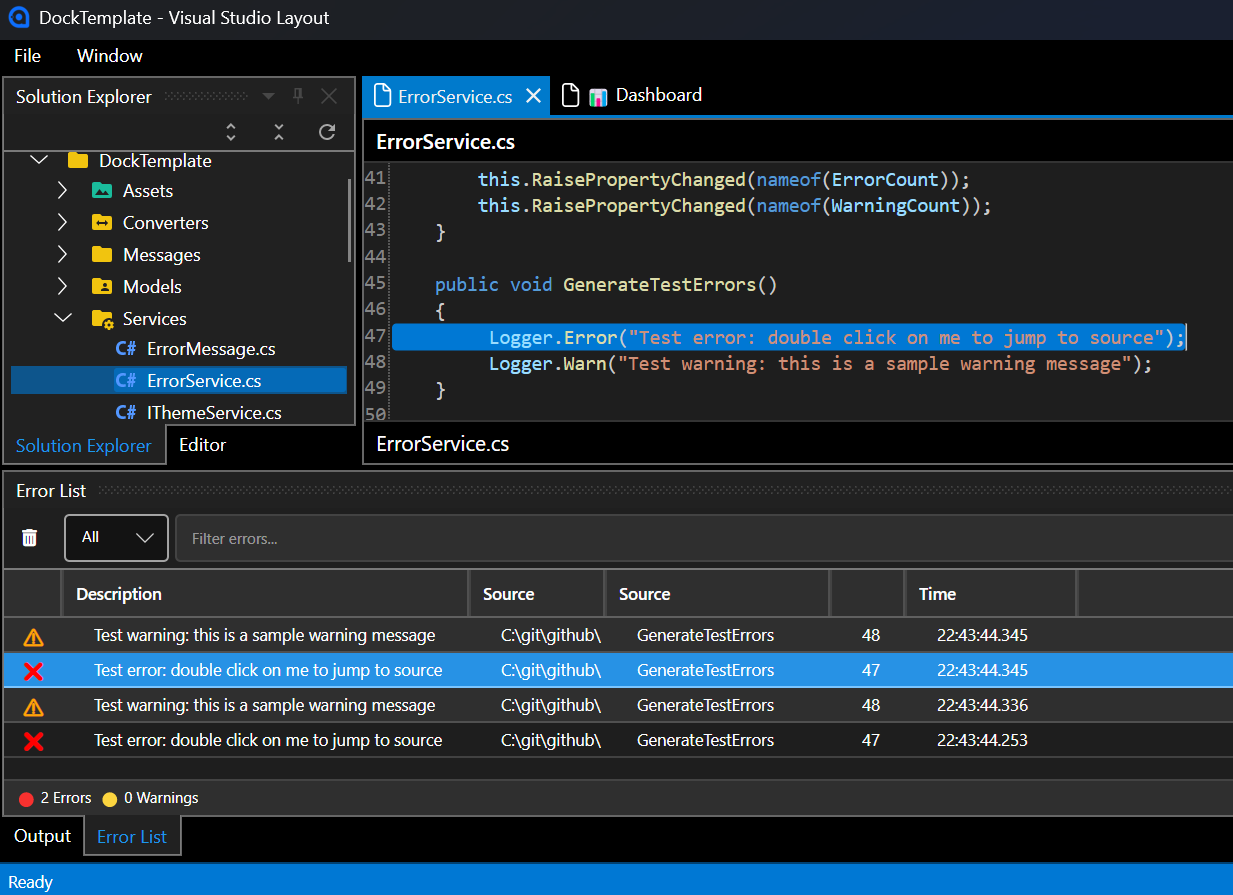 DockTemplate - Visual Studio Layout
File Window
Solution Explorer
DockTemplate
Assets
Converters
Messages
Models
Services
C# ErrorMessage.cs
C# ErrorService.cs
C# IThemeService.cs
Solution Explorer Editor
ErrorService.cs Dashboard
ErrorService.cs
41 this.RaisePropertyChanged(nameof(ErrorCount));
42 this.RaisePropertyChanged(nameof(WarningCount));
43 }
44
45 public void GenerateTestErrors()
46 {
47 Logger.Error("Test error: double click on me to jump to source");
48 Logger.Warn("Test warning: this is a sample warning message");
49 }
50
ErrorService.cs
Error List
All Filter errors...
Description Source Source Time
Test warning: this is a sample warning message C:\git\github\ GenerateTestErrors 48 22:43:44.345
Test error: double click on me to jump to source C:\git\github\ GenerateTestErrors 47 22:43:44.345
Test warning: this is a sample warning message C:\git\github\ GenerateTestErrors 48 22:43:44.336
Test error: double click on me to jump to source C:\git\github\ GenerateTestErrors 47 22:43:44.253
2 Errors 0 Warnings
Output Error List
Ready